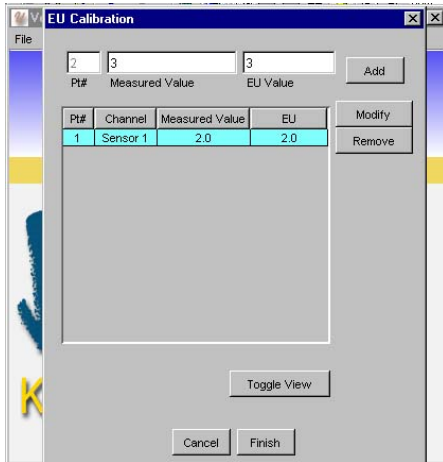 EU Calibration
File
2 3 3 Add
Pt# Measured Value EU Value
Modify
Pt# Channel Measured Value EU
1 Sensor 1 2.0 2.0
Remove
K
Toggle View
Cancel Finish